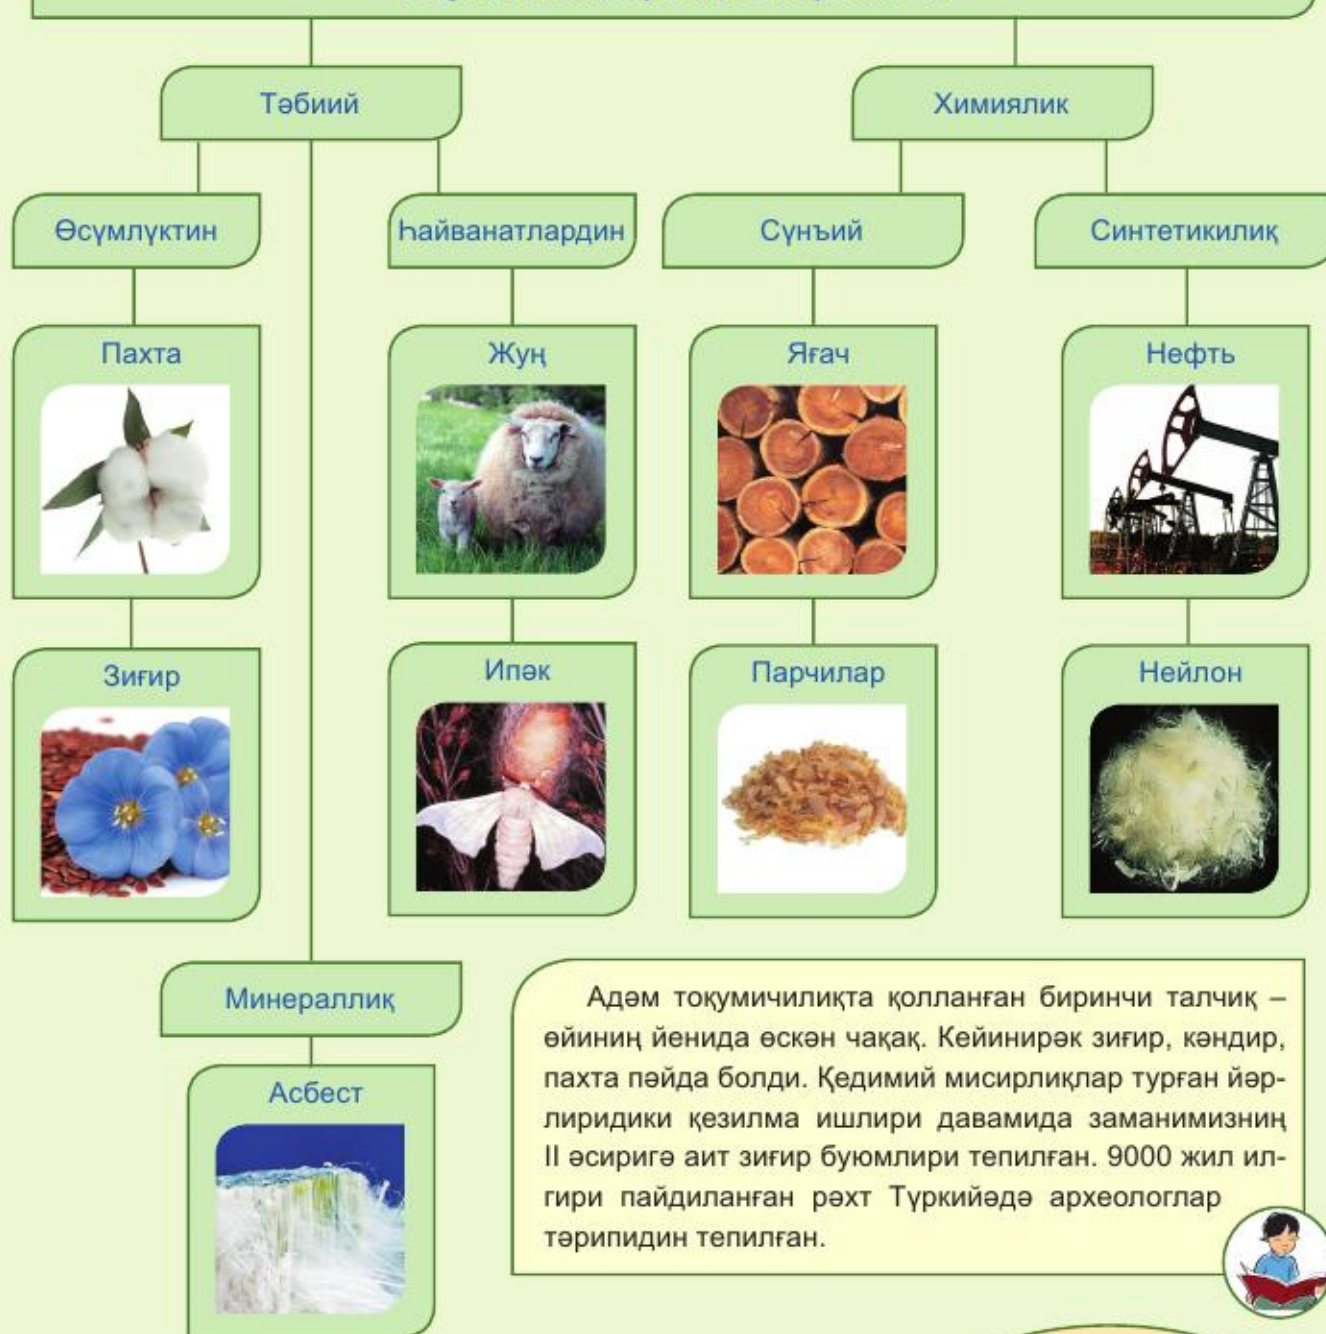 Тәбиий
Химиялик
Өсүмлүктин
Һайванатлардин
Сүнъий
Синтетикилиқ
Пахта
Жуң
Яғач
Нефть
Зиғир
Ипәк
Парчилар
Нейлон
Минераллиқ
Асбест
Адәм тоқумичилиқта қолланған биринчи талчиқ –
өйиниң йенида өскән чақақ. Кейинирәк зиғир, кәндир,
пахта пәйда болди. Қедимий мисирлиқлар турған йәр-
лиридики қезилма ишлири давамида заманимизниң
II әсиригә аит зиғир буюмлири тепилған. 9000 жил ил-
гири пайдиланған рәхт Түркийәдә археологлар
тәрипидин тепилған.